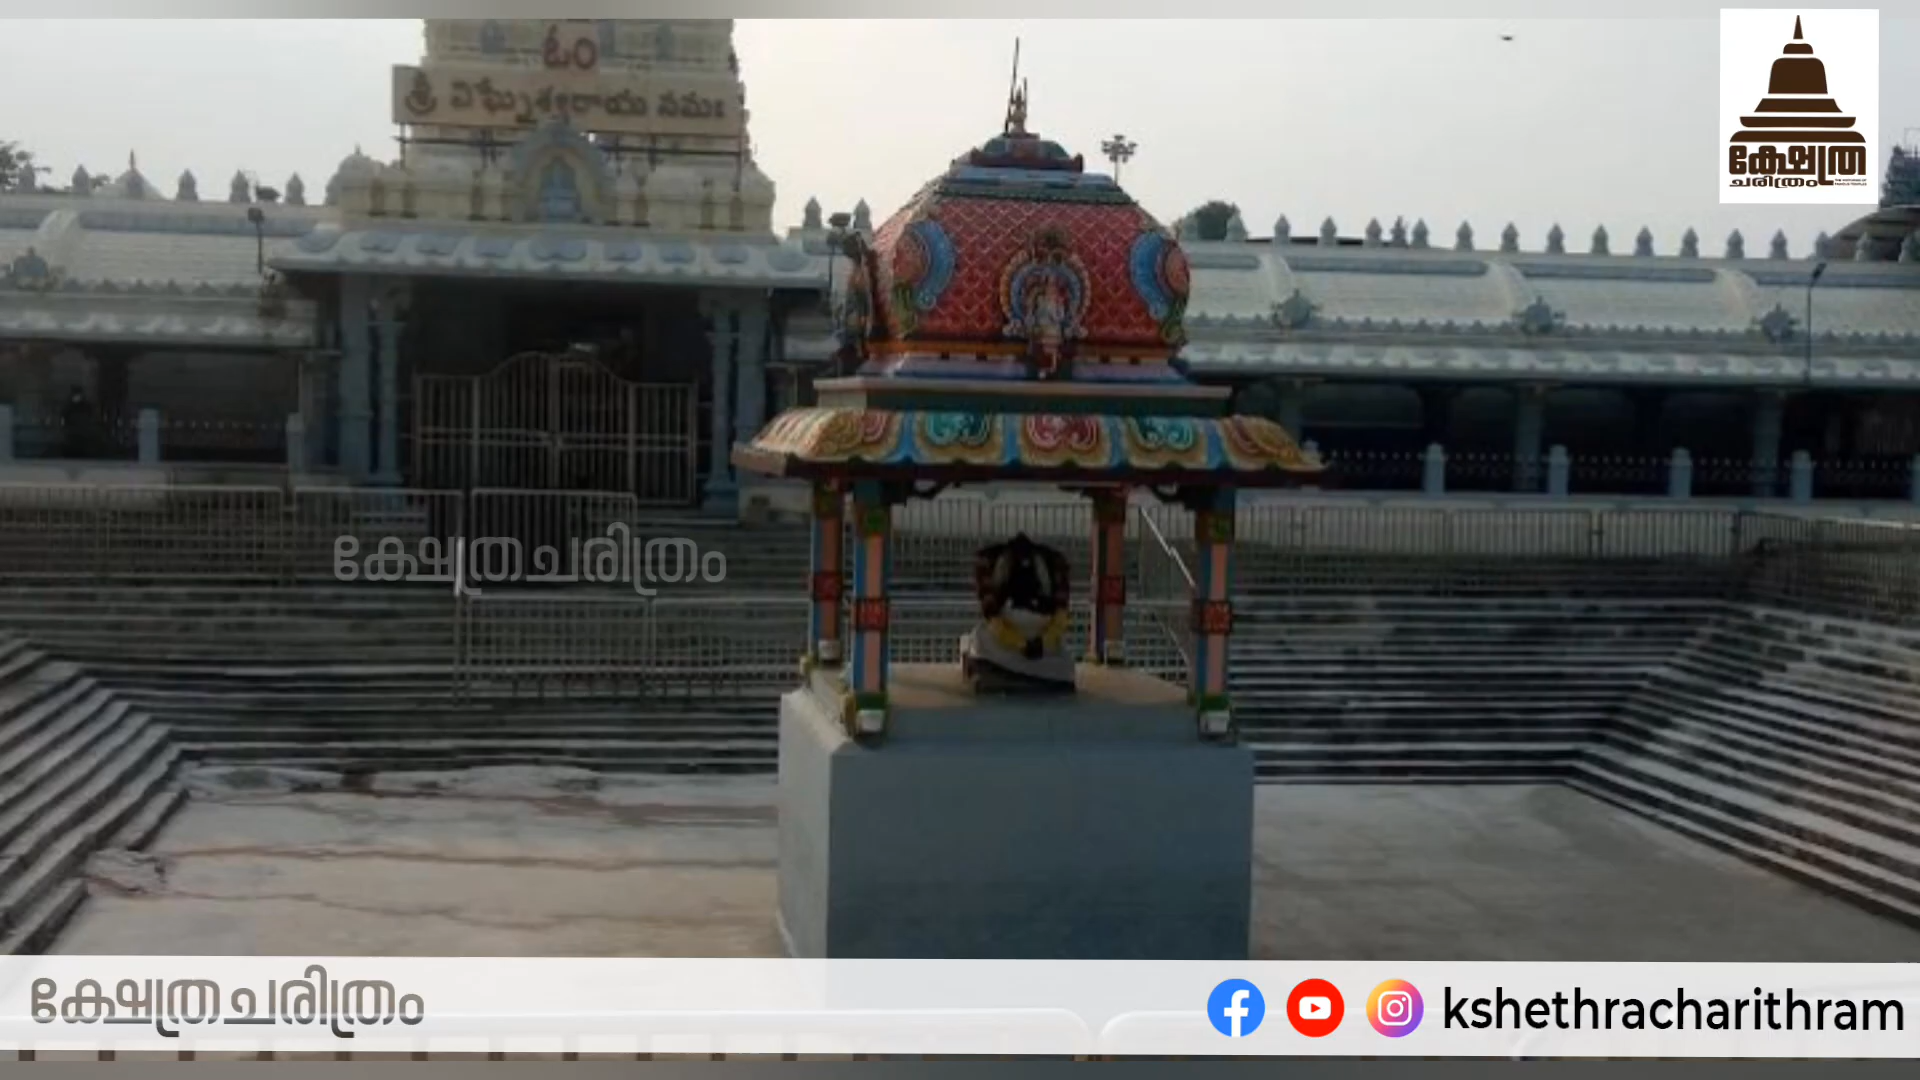 ఓం
శ్రీ విఘ్నేశ్వరాయ నమః
ക്ഷേത്ര
ചരിത്രം
ക്ഷേത്രചരിത്രം
ക്ഷേത്രചരിത്രം
kshethracharithram